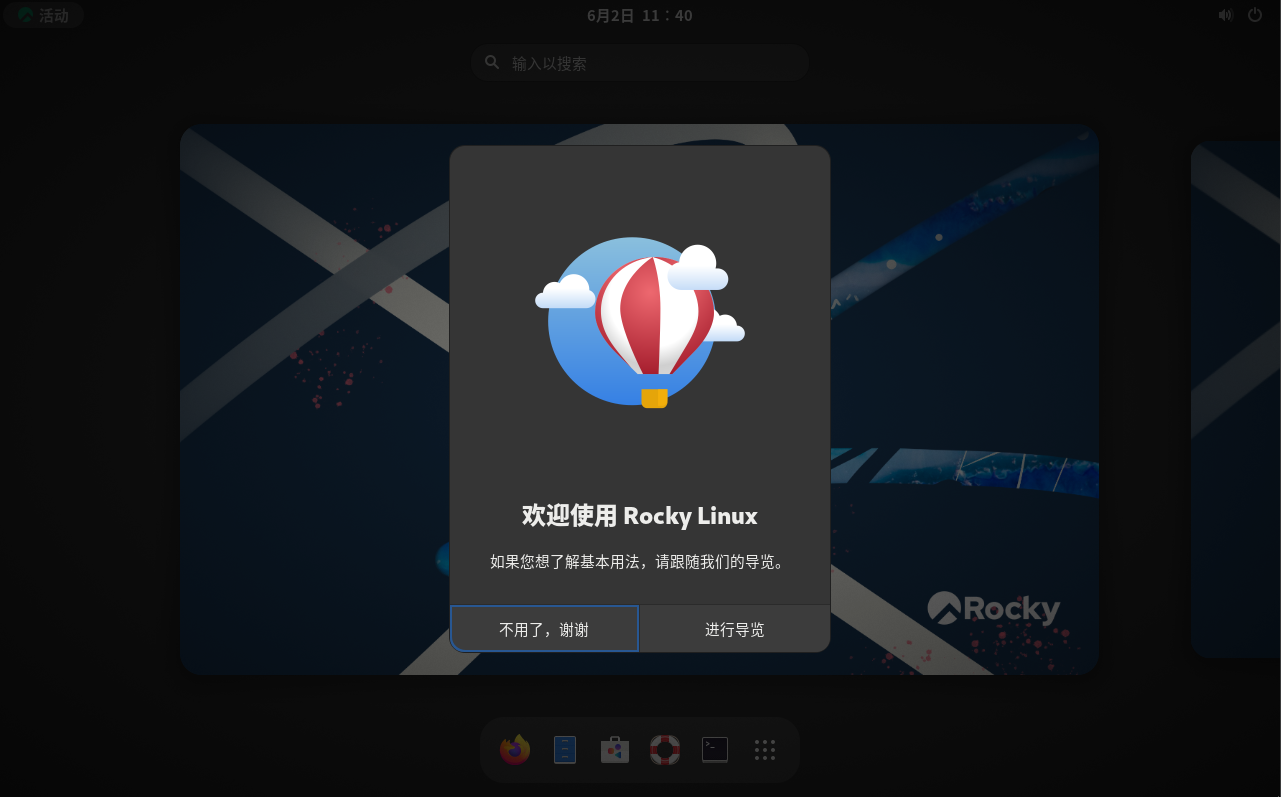 活动
6月2日 11：40
输入以搜索
欢迎使用 Rocky Linux
如果您想了解基本用法，请跟随我们的导览。
不用了，谢谢
进行导览
Rocky